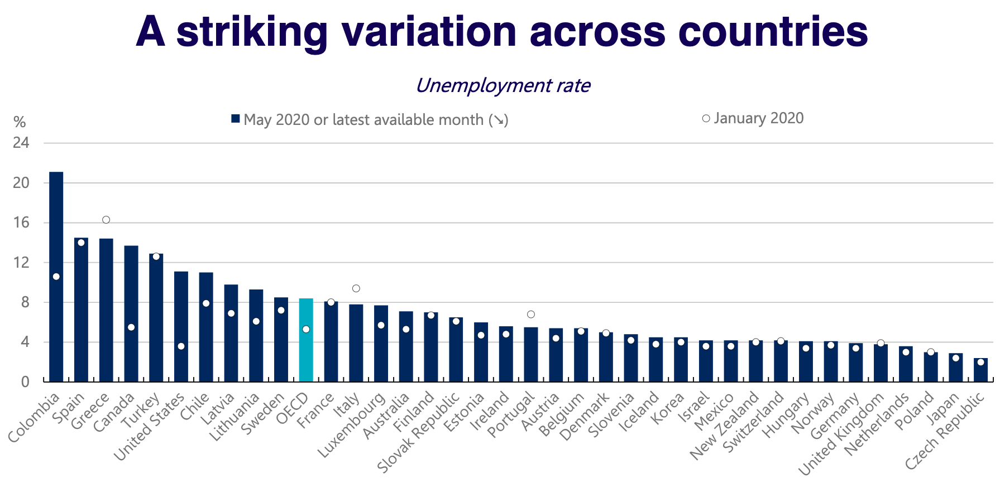 A striking variation across countries
Unemployment rate
%
May 2020 or latest available month (↘)
January 2020
24
20
16
12
8
4
0
Colombia
Spain
Greece
Canada
Turkey
United States
Chile
Latvia
Lithuania
Sweden
OECD
France
Italy
Luxembourg
Australia
Finland
Slovak Republic
Estonia
Ireland
Portugal
Austria
Belgium
Denmark
Slovenia
Iceland
Korea
Israel
Mexico
New Zealand
Switzerland
Hungary
Norway
Germany
United Kingdom
Netherlands
Poland
Japan
Czech Republic